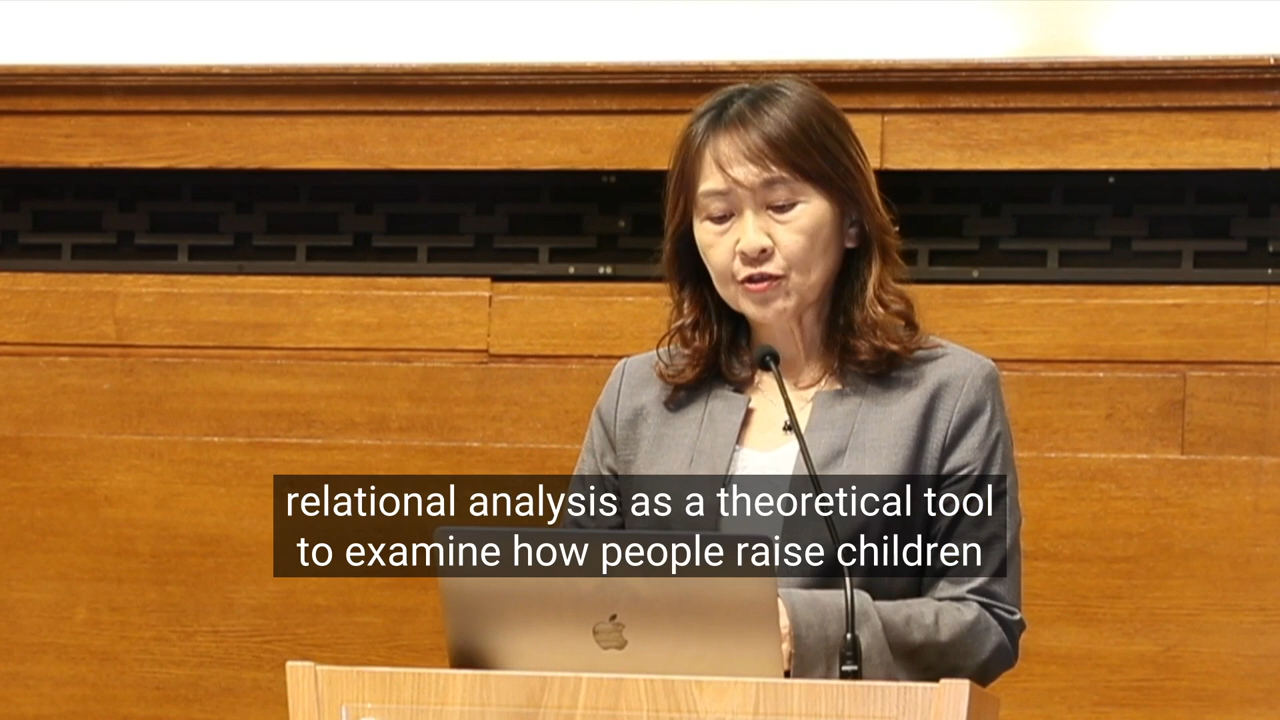 relational analysis as a theoretical tool
to examine how people raise children